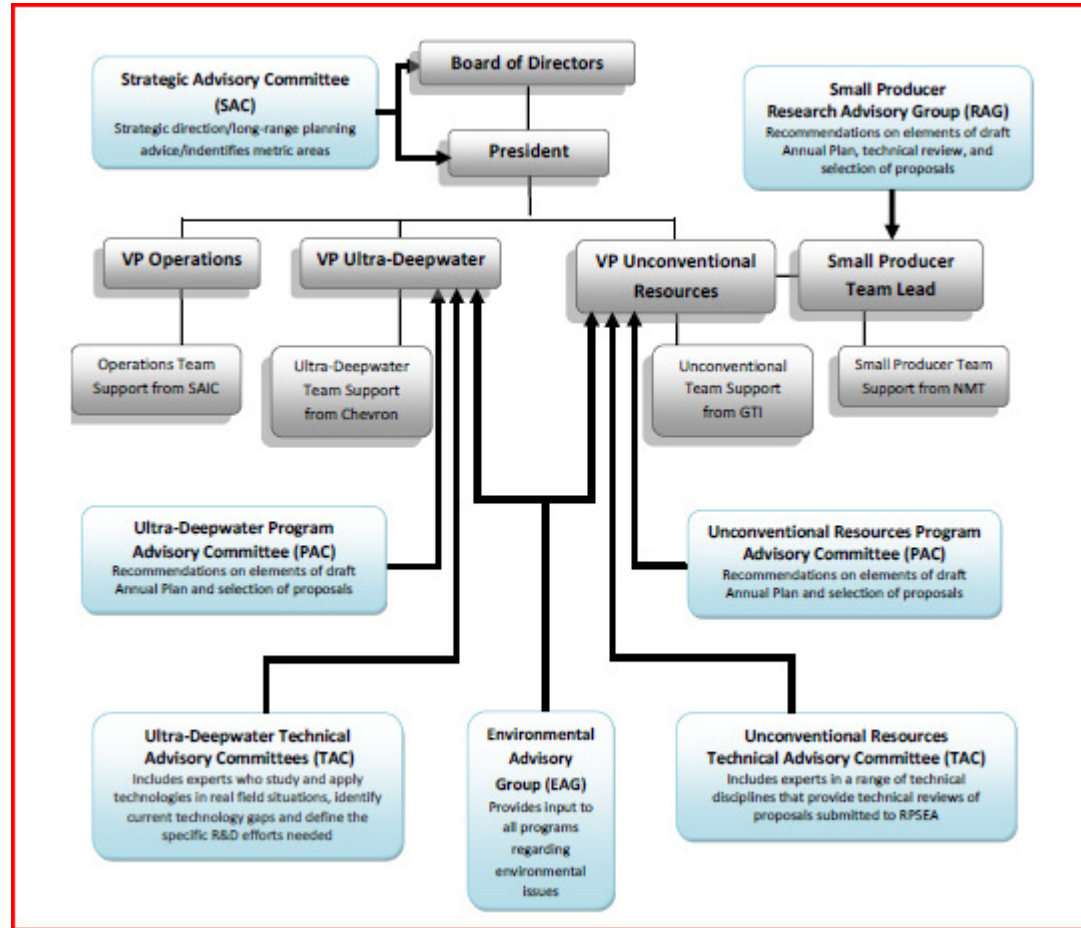 Board of Directors
Strategic Advisory Committee
(SAC)
Strategic direction/long-range planning
advice/indentifies metric areas
Small Producer
Research Advisory Group (RAG)
Recommendations on elements of draft
Annual Plan, technical review, and
selection of proposals
President
VP Operations
VP Ultra-Deepwater
VP Unconventional
Resources
Small Producer
Team Lead
Operations Team
Support from SAIC
Ultra-Deepwater
Team Support
from Chevron
Unconventional
Team Support
from GTI
Small Producer Team
Support from NMT
Ultra-Deepwater Program
Advisory Committee (PAC)
Recommendations on elements of draft
Annual Plan and selection of proposals
Unconventional Resources Program
Advisory Committee (PAC)
Recommendations on elements of draft
Annual Plan and selection of proposals
Ultra-Deepwater Technical
Advisory Committees (TAC)
Includes experts who study and apply
technologies in real field situations, identify
current technology gaps and define the
specific R&D efforts needed
Environmental
Advisory
Group (EAG)
Provides input to
all programs
regarding
environmental
issues
Unconventional Resources
Technical Advisory Committee (TAC)
Includes experts in a range of technical
disciplines that provide technical reviews of
proposals submitted to RPSEA